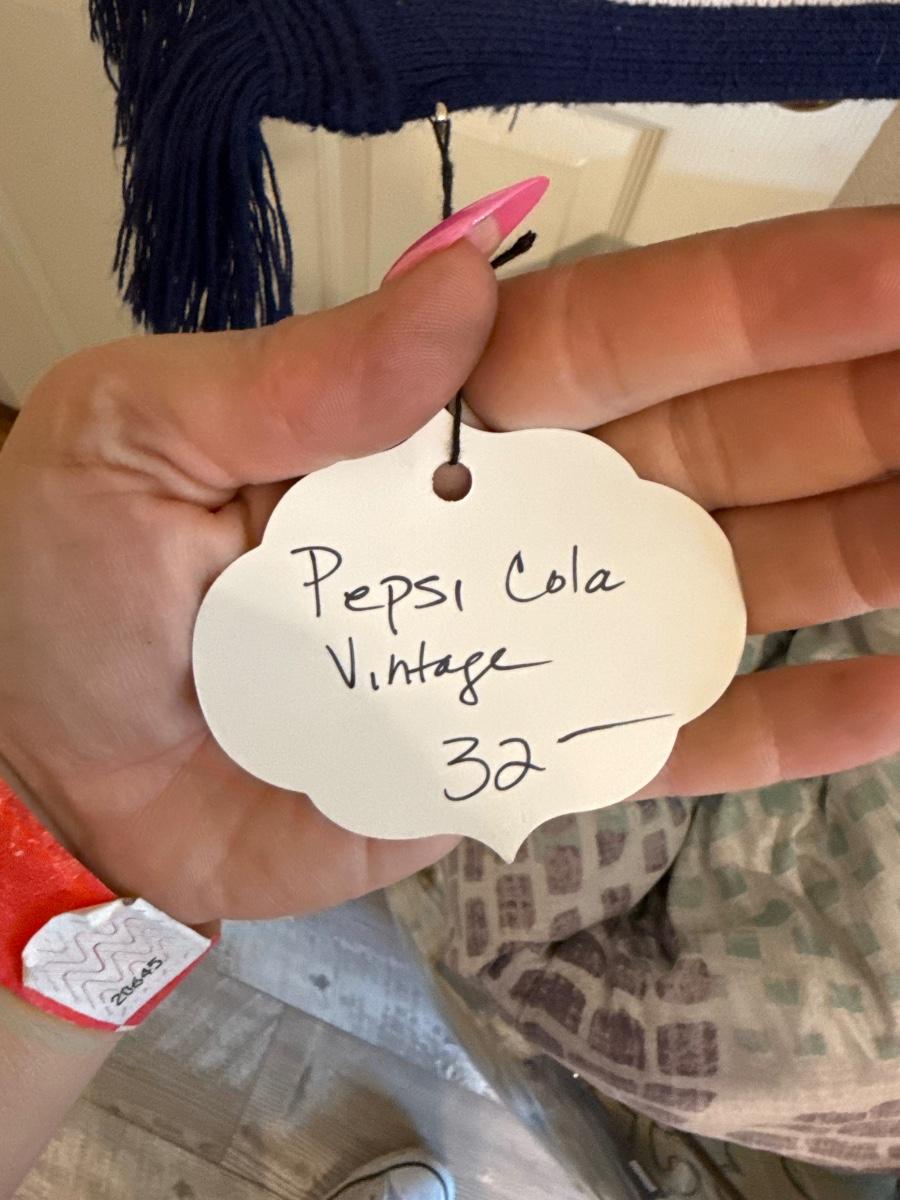 Pepsi Cola
Vintage
32—
20645